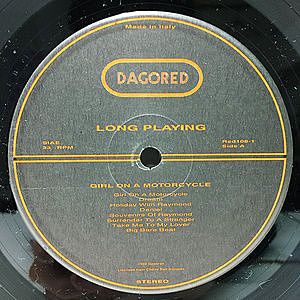 Made in Italy
DAGORED
LONG PLAYING
SIAE
33 RPM
Red108-1
Side A
GIRL ON A MOTORCYCLE
Girl On A Motorcycle
Dream
Holiday With Raymond
Daniel
Souvenirs Of Raymond
Surrender To A Stranger
Take Me To My Lover
Big Bare Beat
STEREO